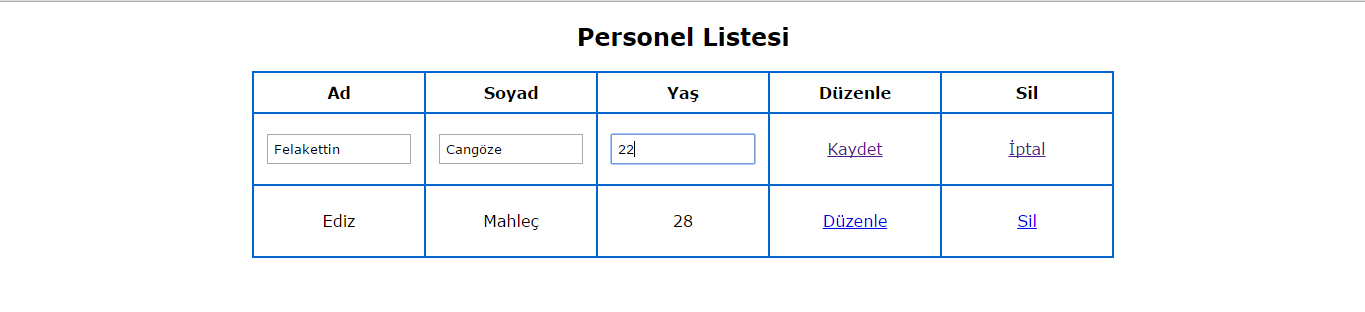 Personel Listesi
Ad Soyad Yaş Düzenle Sil
Felakettin Cangöze 22 Kaydet İptal
Ediz Mahleç 28 Düzenle Sil